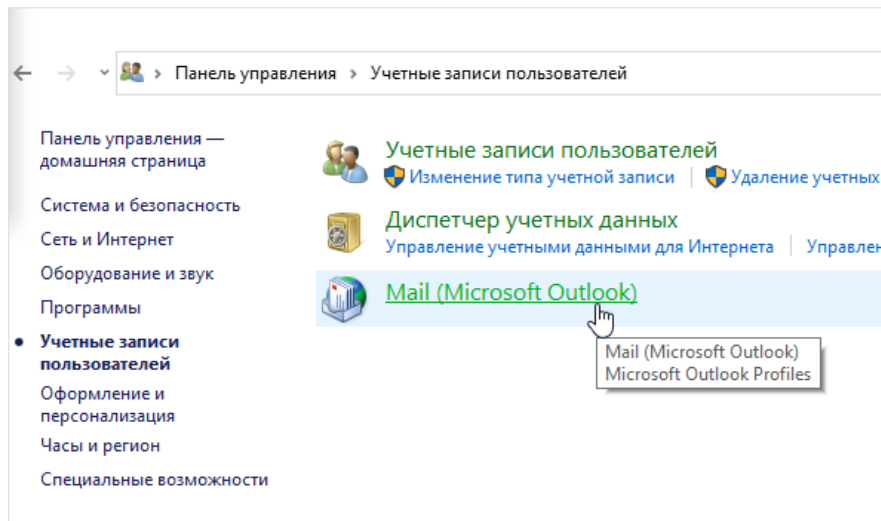 Панель управления > Учетные записи пользователей
Панель управления —
домашняя страница
Система и безопасность
Сеть и Интернет
Оборудование и звук
Программы
Учетные записи
пользователей
Оформление и
персонализация
Часы и регион
Специальные возможности
Учетные записи пользователей
Изменение типа учетной записи
Удаление учетных
Диспетчер учетных данных
Управление учетными данными для Интернета
Управлен
Mail (Microsoft Outlook)
Mail (Microsoft Outlook)
Microsoft Outlook Profiles